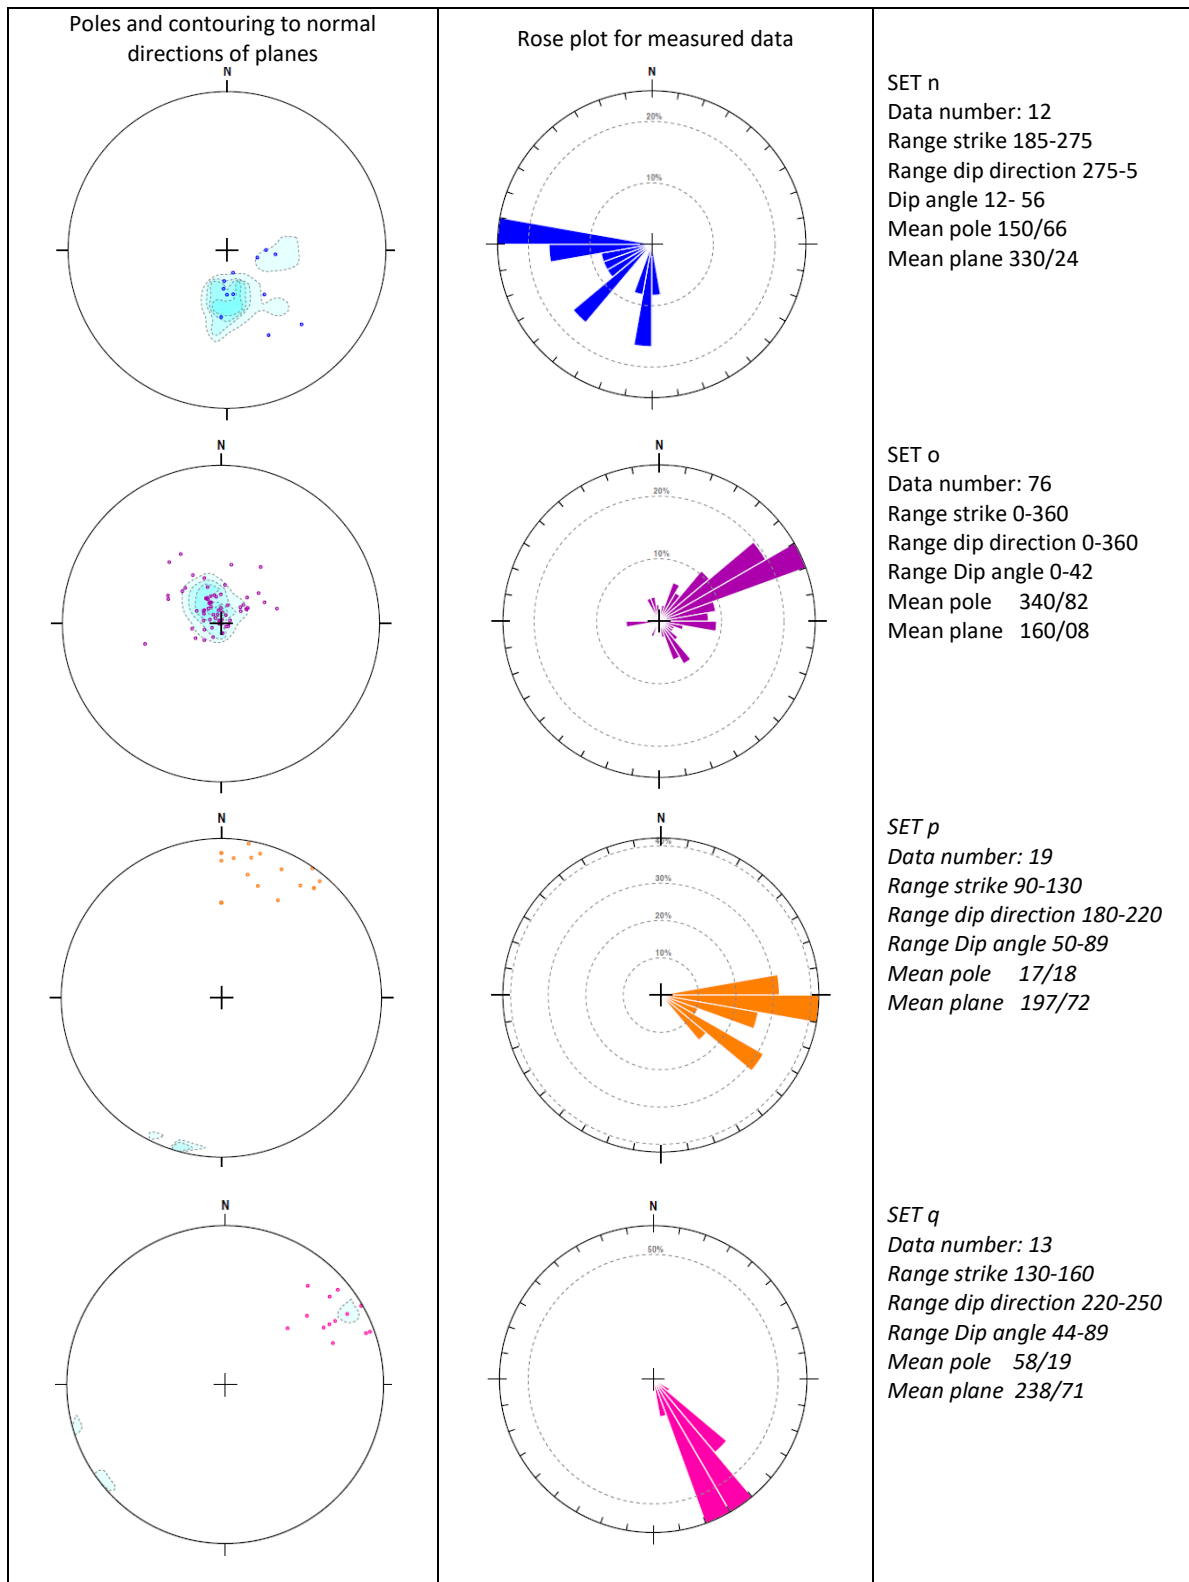 Poles and contouring to normal
directions of planes
Rose plot for measured data
N
N
20%
10%
SET n
Data number: 12
Range strike 185-275
Range dip direction 275-5
Dip angle 12- 56
Mean pole 150/66
Mean plane 330/24
N
N
20%
10%
SET o
Data number: 76
Range strike 0-360
Range dip direction 0-360
Range Dip angle 0-42
Mean pole 340/82
Mean plane 160/08
N
N
30%
20%
10%
SET p
Data number: 19
Range strike 90-130
Range dip direction 180-220
Range Dip angle 50-89
Mean pole 17/18
Mean plane 197/72
N
N
SET q
Data number: 13
Range strike 130-160
Range dip direction 220-250
Range Dip angle 44-89
Mean pole 58/19
Mean plane 238/71